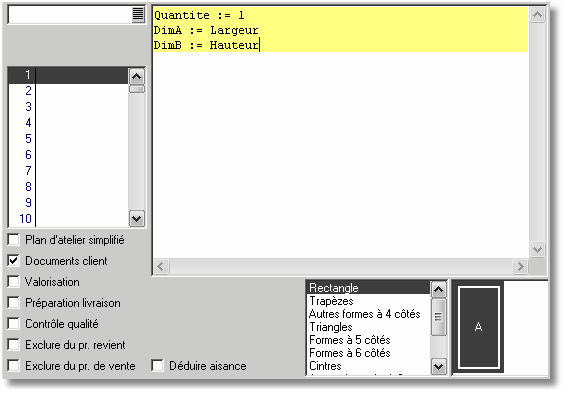 Quantite := 1
DimA := Largeur
DimB := Hauteur
1
2
3
4
5
6
7
8
9
10
Plan d'atelier simplifié
Documents client
Valorisation
Préparation livraison
Contrôle qualité
Exclure du pr. revient
Exclure du pr. de vente
Déduire aisance
Rectangle
Trapèzes
Autres formes à 4 côtés
Triangles
Formes à 5 côtés
Formes à 6 côtés
Cintres
A